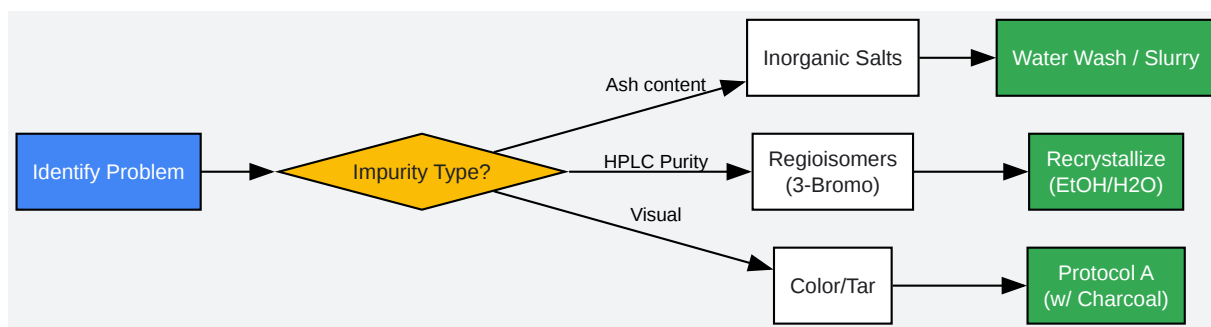 Identify Problem
Impurity Type?
Ash content
Inorganic Salts
Water Wash / Slurry
HPLC Purity
Regioisomers
(3-Bromo)
Recrystallize
(EtOH/H2O)
Visual
Color/Tar
Protocol A
(w/ Charcoal)